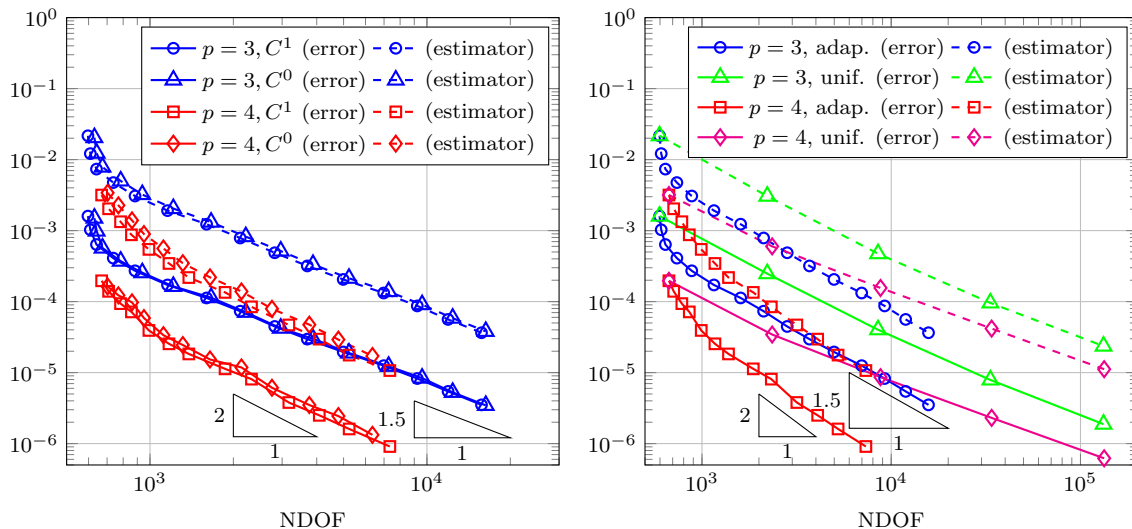 10^0
10^{-1}
10^{-2}
10^{-3}
10^{-4}
10^{-5}
10^{-6}
p = 3, C^1 (error) (estimator)
p = 3, C^0 (error) (estimator)
p = 4, C^1 (error) (estimator)
p = 4, C^0 (error) (estimator)
2
1
1.5
1
10^3
10^4
NDOF
10^0
10^{-1}
10^{-2}
10^{-3}
10^{-4}
10^{-5}
10^{-6}
p = 3, adap. (error) (estimator)
p = 3, unif. (error) (estimator)
p = 4, adap. (error) (estimator)
p = 4, unif. (error) (estimator)
2
1
1.5
1
10^3
10^4
10^5
NDOF